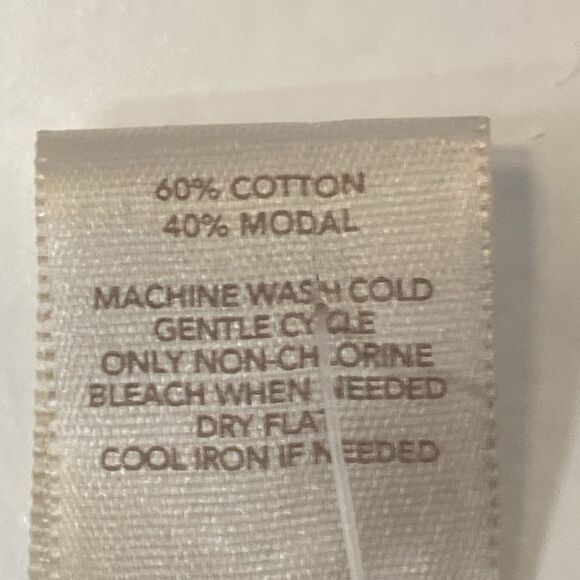 60% COTTON
40% MODAL
MACHINE WASH COLD
GENTLE CYCLE
ONLY NON-CHLORINE
BLEACH WHEN NEEDED
DRY FLAT
COOL IRON IF NEEDED